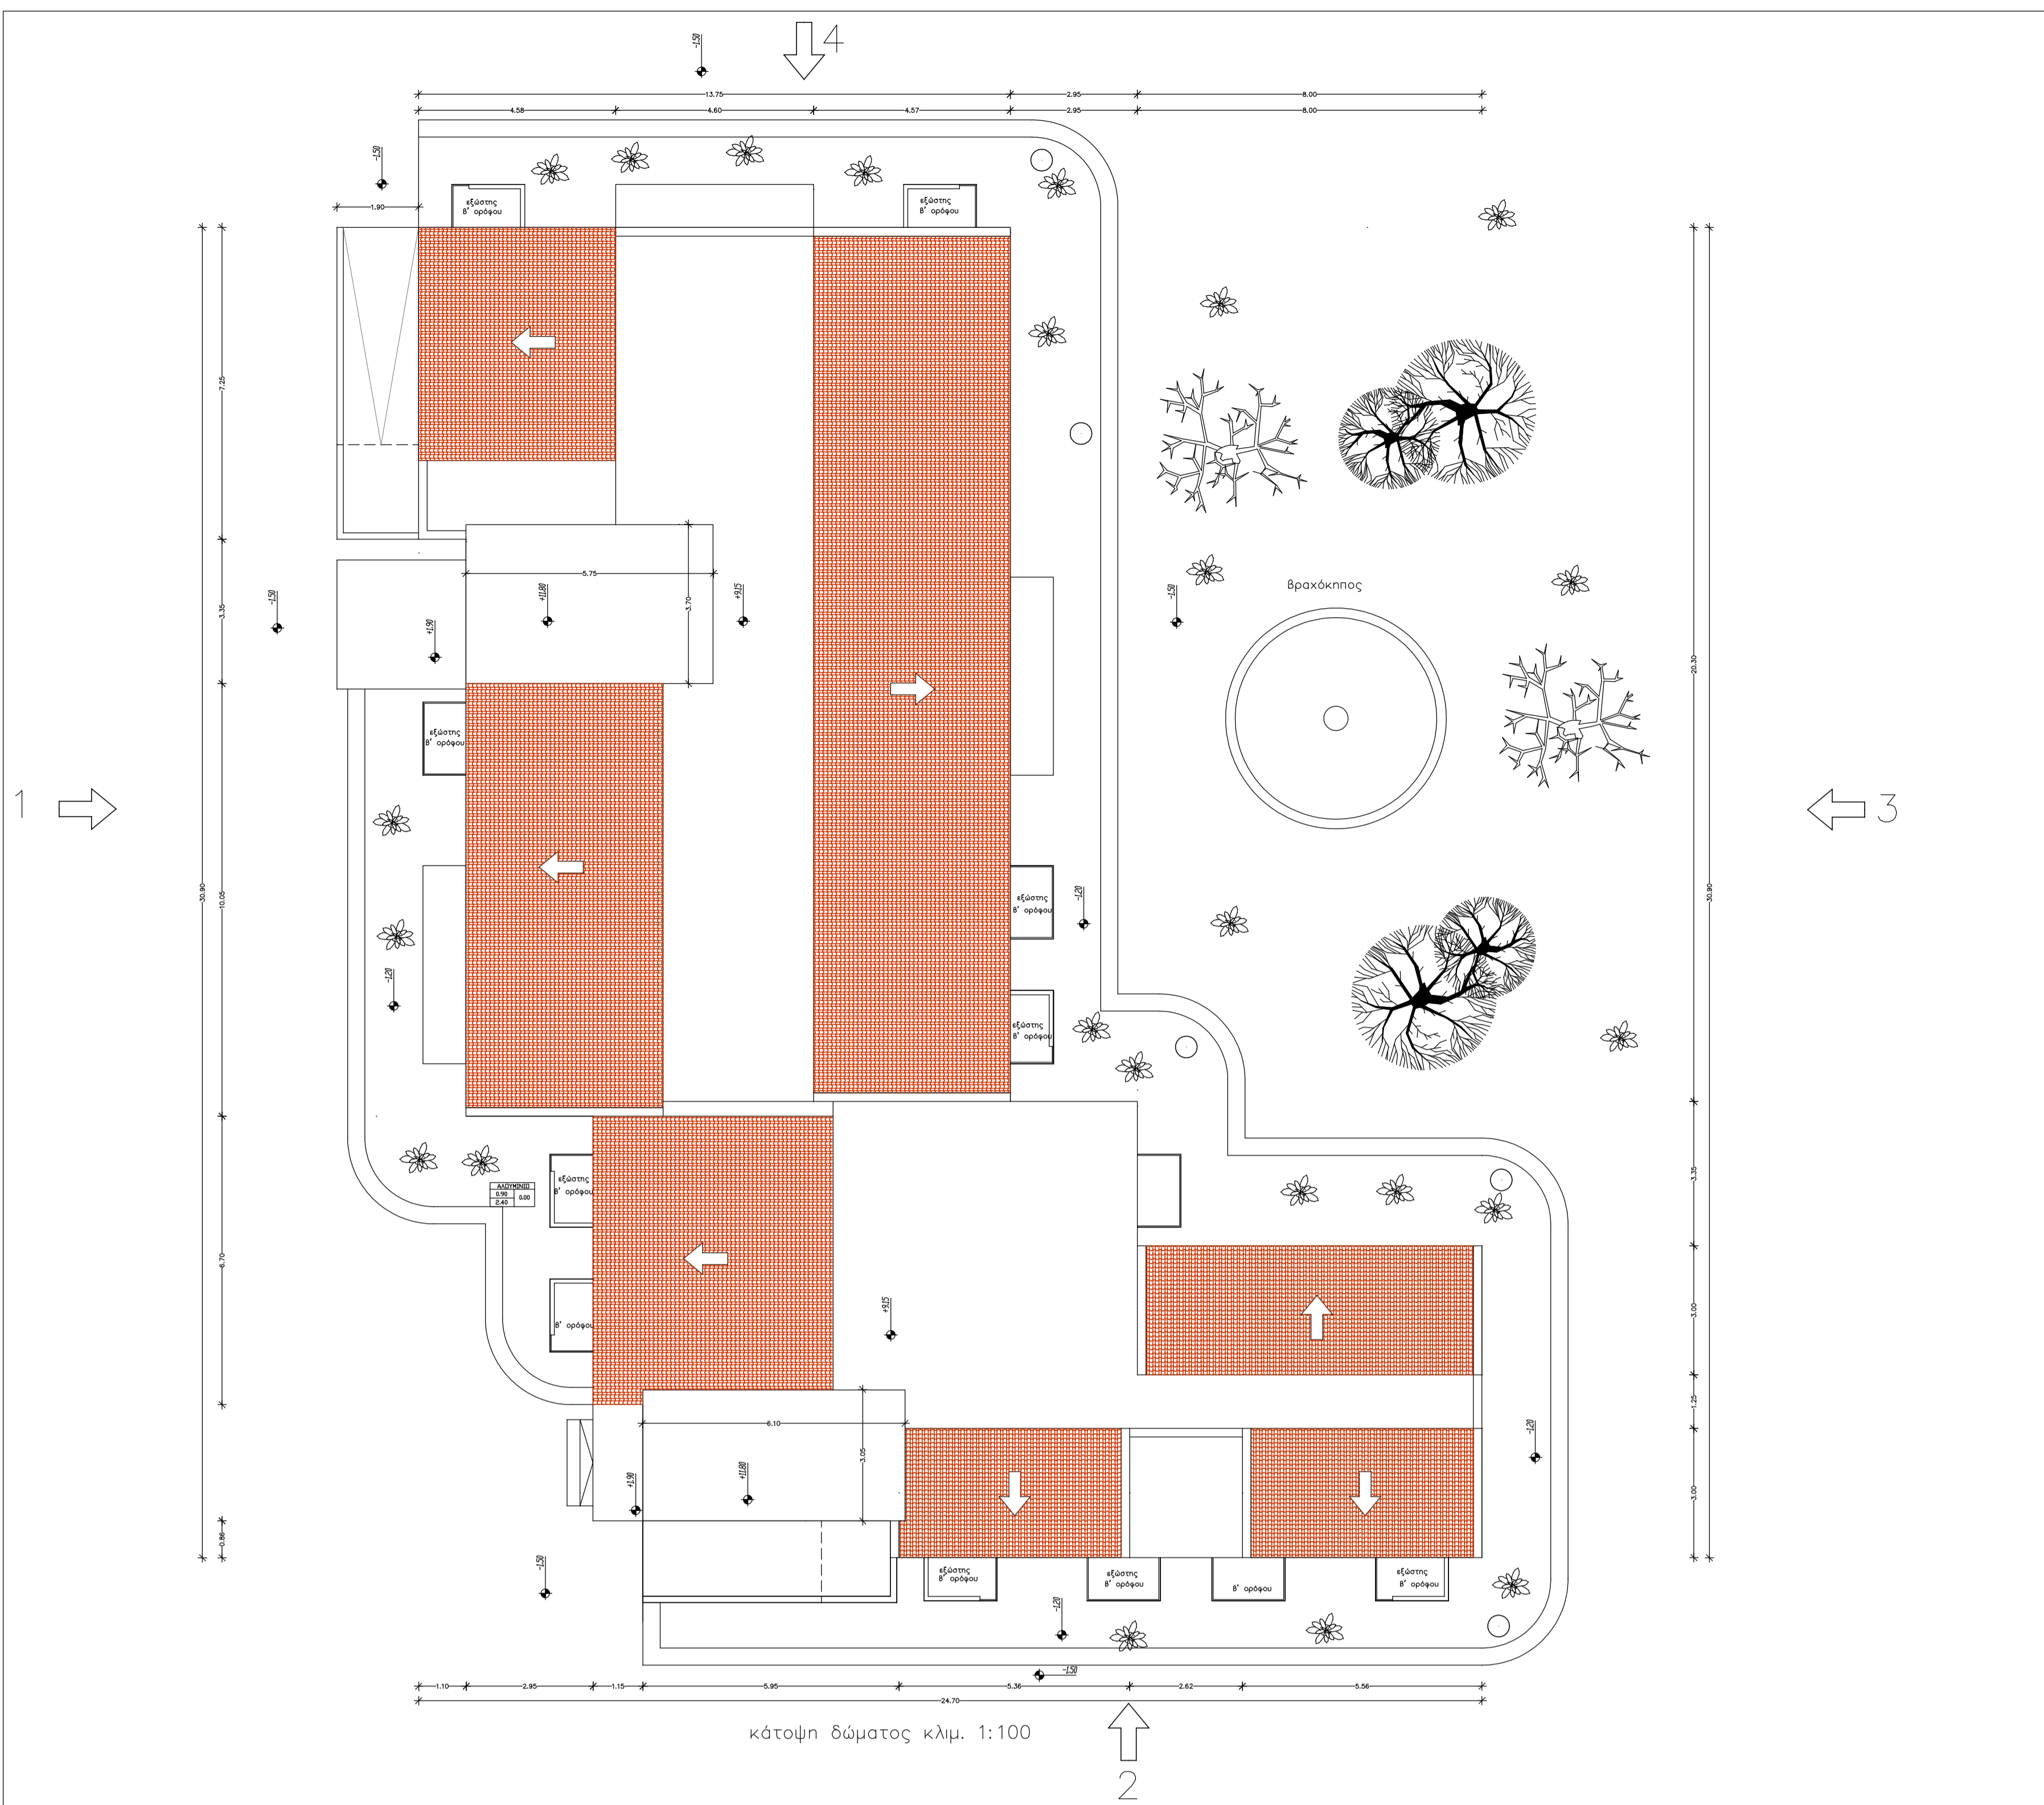 4
-1.50
13.75
2.95
8.00
4.58
4.60
4.57
2.95
8.00
-1.50
1.90
εξώστης
Β' ορόφου
εξώστης
Β' ορόφου
7.25
3.35
10.05
6.70
0.86
30.90
-1.50
+1.90
5.75
+11.80
3.70
+9.15
-1.50
βραχόκηπος
20.30
3.35
3.00
1.25
3.00
30.90
εξώστης
Β' ορόφου
1
3
εξώστης
Β' ορόφου
-1.20
-1.20
εξώστης
Β' ορόφου
ΑΛΟΥΜΙΝΙΟ
0.90
2.40
0.00
εξώστης
Β' ορόφου
Β' ορόφου
+9.15
6.10
3.05
+1.90
+11.80
-1.20
-1.50
εξώστης
Β' ορόφου
εξώστης
Β' ορόφου
Β' ορόφου
εξώστης
Β' ορόφου
-1.20
-1.50
1.10
2.95
1.15
5.95
5.36
2.62
5.56
24.70
κάτοψη δώματος κλιμ. 1:100
2